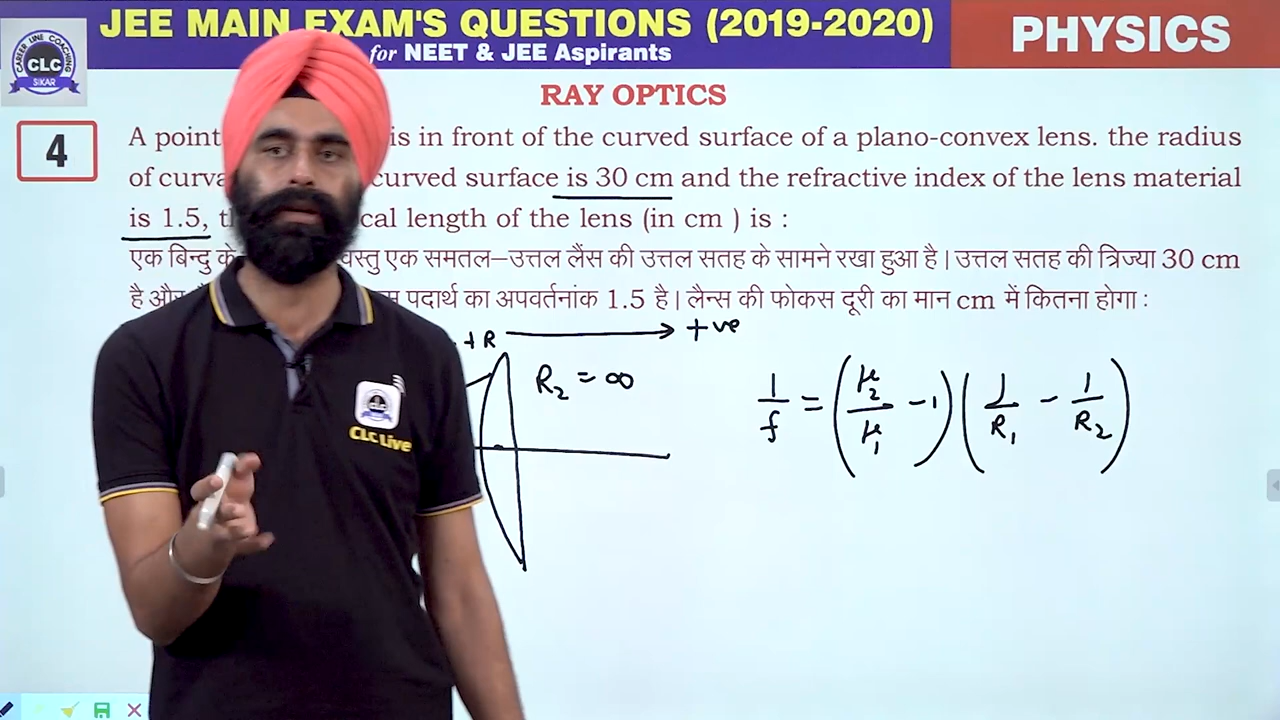 JEE MAIN EXAM'S QUESTIONS (2019-2020)
for NEET & JEE Aspirants
PHYSICS
CAREER LINE COACHING
CLC
SIKAR
RAY OPTICS
4
A point is in front of the curved surface of a plano-convex lens. the radius
of curved surface is 30 cm and the refractive index of the lens material
is 1.5, length of the lens (in cm ) is :
एक बिन्दु के वस्तु एक समतल–उत्तल लैंस की उत्तल सतह के सामने रखा हुआ है। उत्तल सतह की त्रिज्या 30 cm
है और पदार्थ का अपवर्तनांक 1.5 है। लैन्स की फोकस दूरी का मान cm में कितना होगा :
+R → +ve
R₂ = ∞
1/f = (μ₂/μ₁ - 1) (1/R₁ - 1/R₂)
CLC
CLC Live